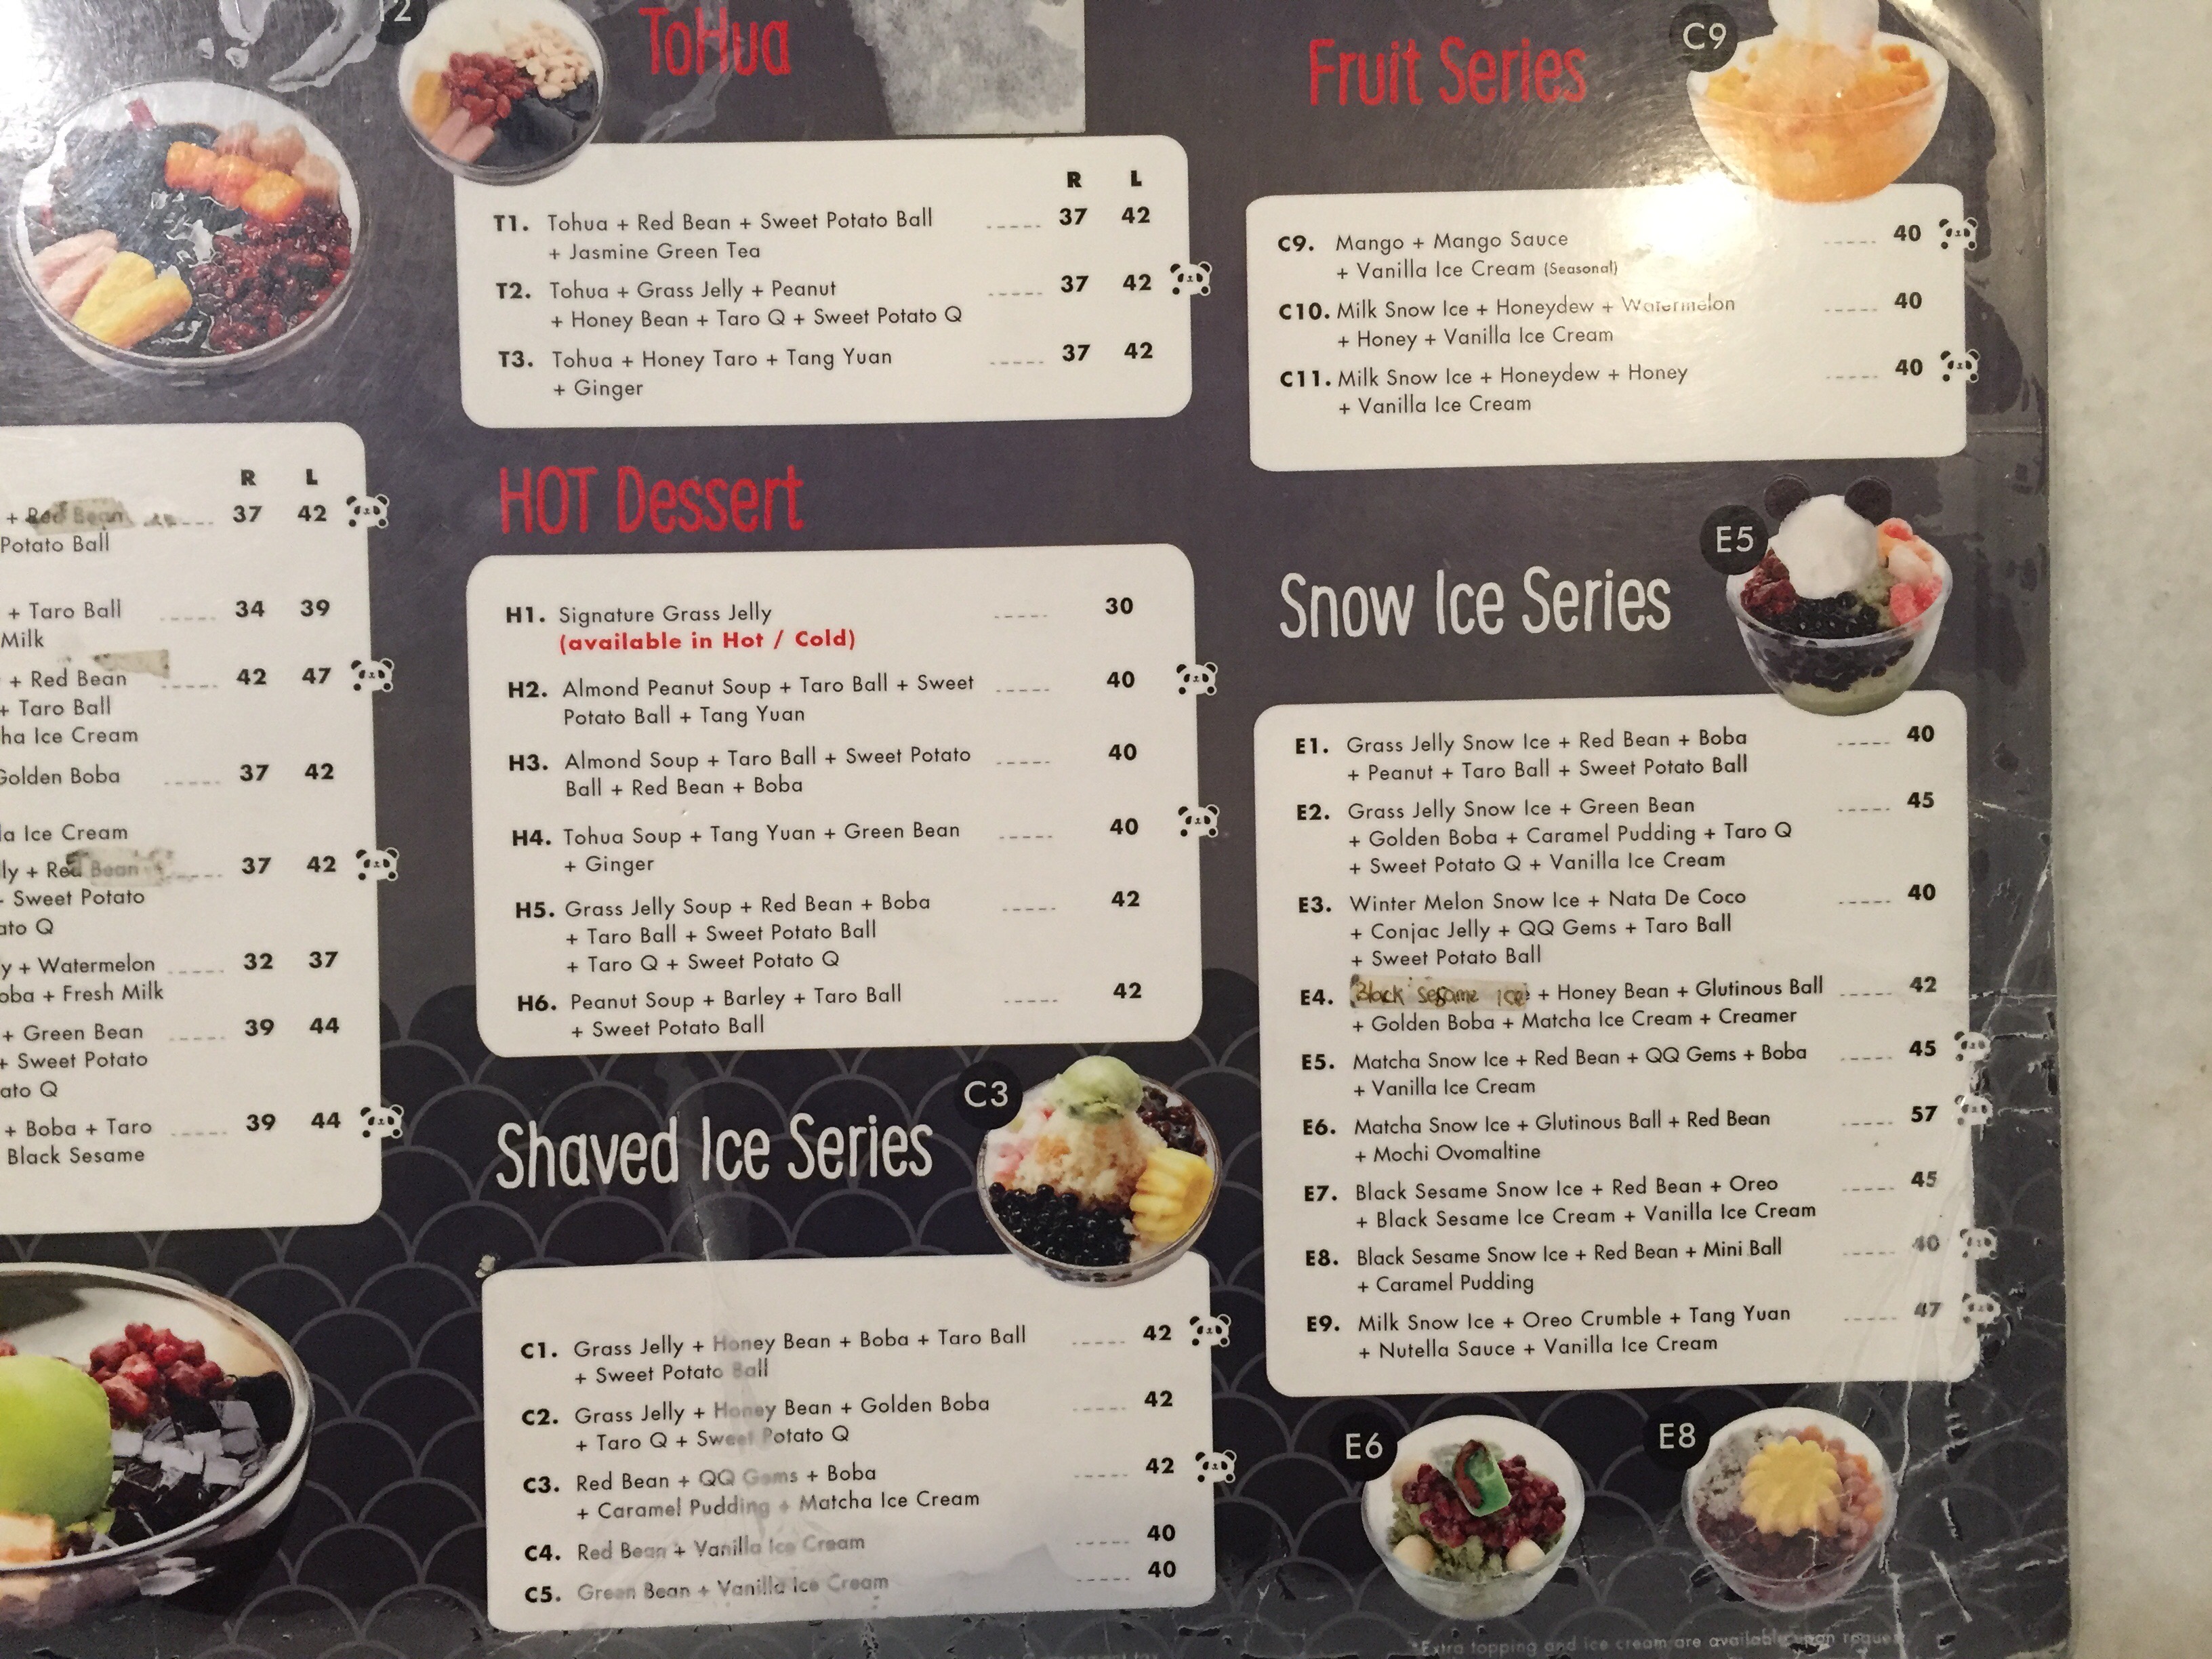 ToHua
R L
T1. Tohua + Red Bean + Sweet Potato Ball ----- 37 42
+ Jasmine Green Tea
T2. Tohua + Grass Jelly + Peanut ----- 37 42
+ Honey Bean + Taro Q + Sweet Potato Q
T3. Tohua + Honey Taro + Tang Yuan ----- 37 42
+ Ginger
R L
+ Red Bean ----- 37 42
Potato Ball
+ Taro Ball ----- 34 39
Milk
+ Red Bean ----- 42 47
+ Taro Ball
Ice Cream
Golden Boba ----- 37 42
Ice Cream
+ Red Bean ----- 37 42
Sweet Potato
Q
+ Watermelon ----- 32 37
+ Fresh Milk
+ Green Bean ----- 39 44
+ Sweet Potato
Q
+ Boba + Taro ----- 39 44
Black Sesame
HOT Dessert
H1. Signature Grass Jelly ----- 30
(available in Hot / Cold)
H2. Almond Peanut Soup + Taro Ball + Sweet ----- 40
Potato Ball + Tang Yuan
H3. Almond Soup + Taro Ball + Sweet Potato ----- 40
Ball + Red Bean + Boba
H4. Tohua Soup + Tang Yuan + Green Bean ----- 40
+ Ginger
H5. Grass Jelly Soup + Red Bean + Boba ----- 42
+ Taro Ball + Sweet Potato Ball
+ Taro Q + Sweet Potato Q
H6. Peanut Soup + Barley + Taro Ball ----- 42
+ Sweet Potato Ball
Shaved Ice Series
C3
C1. Grass Jelly + Honey Bean + Boba + Taro Ball ----- 42
+ Sweet Potato Ball
C2. Grass Jelly + Honey Bean + Golden Boba ----- 42
+ Taro Q + Sweet Potato Q
C3. Red Bean + QQ Gems + Boba ----- 42
+ Caramel Pudding + Matcha Ice Cream
C4. Red Bean + Vanilla Ice Cream ----- 40
C5. Green Bean + Vanilla Ice Cream ----- 40
Fruit Series
C9
C9. Mango + Mango Sauce ----- 40
+ Vanilla Ice Cream (Seasonal)
C10. Milk Snow Ice + Honeydew + Watermelon ----- 40
+ Honey + Vanilla Ice Cream
C11. Milk Snow Ice + Honeydew + Honey ----- 40
+ Vanilla Ice Cream
E5
Snow Ice Series
E1. Grass Jelly Snow Ice + Red Bean + Boba ----- 40
+ Peanut + Taro Ball + Sweet Potato Ball
E2. Grass Jelly Snow Ice + Green Bean ----- 45
+ Golden Boba + Caramel Pudding + Taro Q
+ Sweet Potato Q + Vanilla Ice Cream
E3. Winter Melon Snow Ice + Nata De Coco ----- 40
+ Conjac Jelly + QQ Gems + Taro Ball
+ Sweet Potato Ball
E4. Black Sesame ice + Honey Bean + Glutinous Ball ----- 42
+ Golden Boba + Matcha Ice Cream + Creamer
E5. Matcha Snow Ice + Red Bean + QQ Gems + Boba ----- 45
+ Vanilla Ice Cream
E6. Matcha Snow Ice + Glutinous Ball + Red Bean ----- 57
+ Mochi Ovomaltine
E7. Black Sesame Snow Ice + Red Bean + Oreo ----- 45
+ Black Sesame Ice Cream + Vanilla Ice Cream
E8. Black Sesame Snow Ice + Red Bean + Mini Ball ----- 40
+ Caramel Pudding
E9. Milk Snow Ice + Oreo Crumble + Tang Yuan ----- 47
+ Nutella Sauce + Vanilla Ice Cream
E6
E8
*Extra topping and ice cream are available upon request